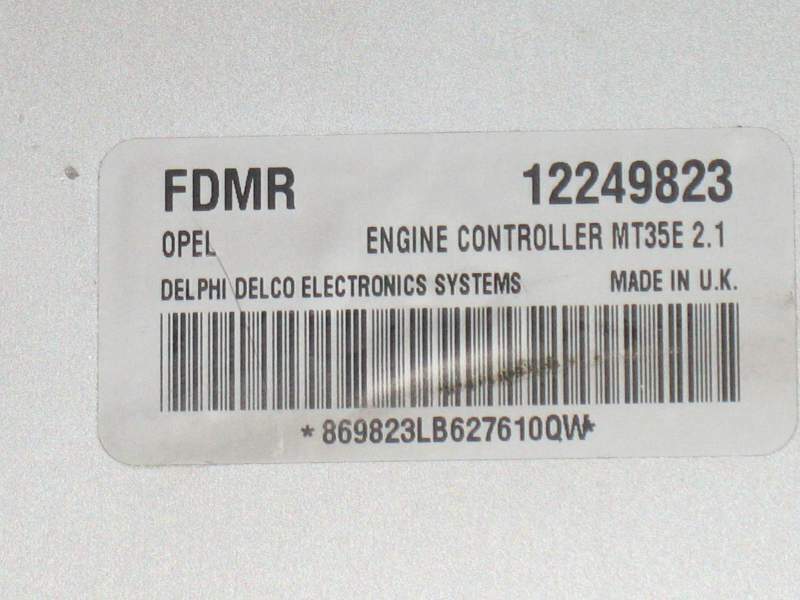 FDMR 12249823
OPEL ENGINE CONTROLLER MT35E 2.1
DELPHI DELCO ELECTRONICS SYSTEMS MADE IN U.K.
*869823LB627610QW*